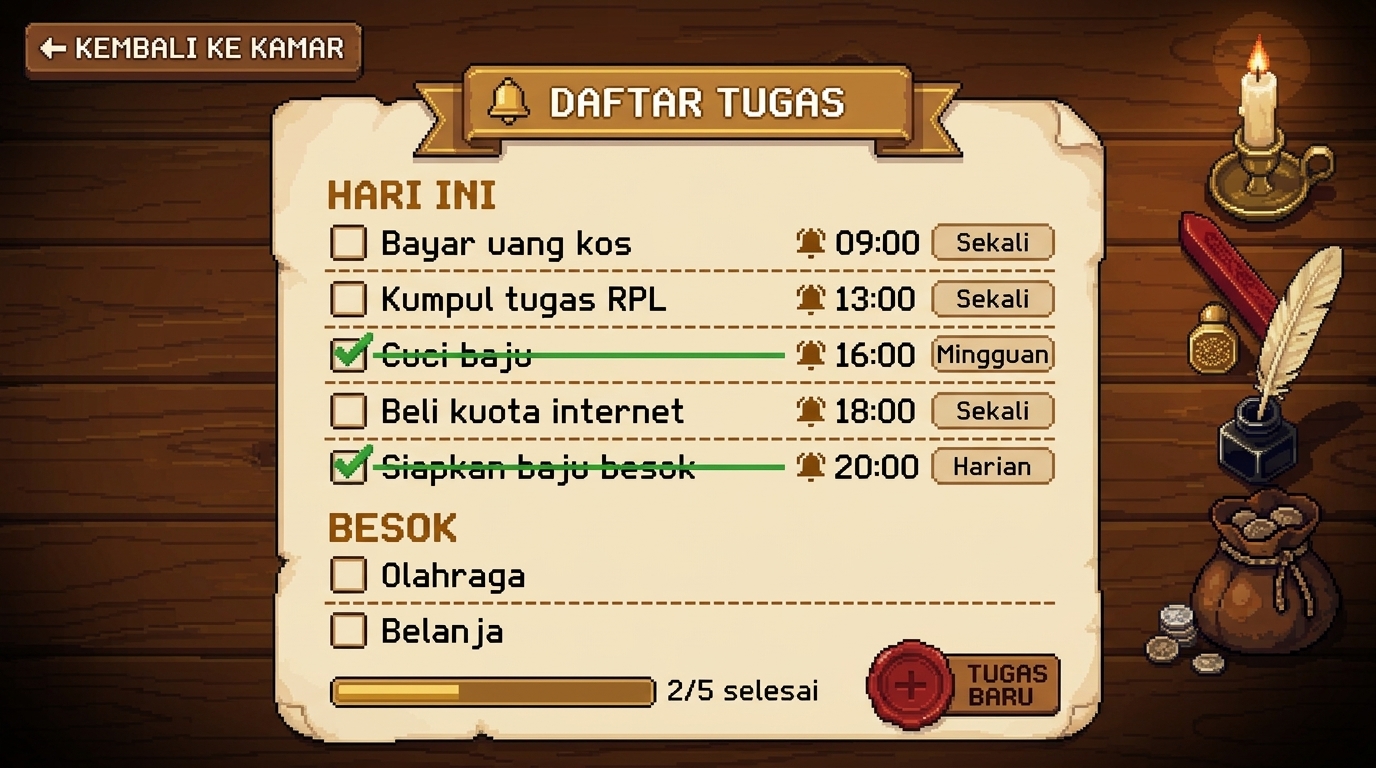 ← KEMBALI KE KAMAR
DAFTAR TUGAS
HARI INI
Bayar uang kos 09:00 Sekali
Kumpul tugas RPL 13:00 Sekali
Cuci baju 16:00 Mingguan
Beli kuota internet 18:00 Sekali
Siapkan baju besok 20:00 Harian
BESOK
Olahraga
Belanja
2/5 selesai
+ TUGAS
BARU